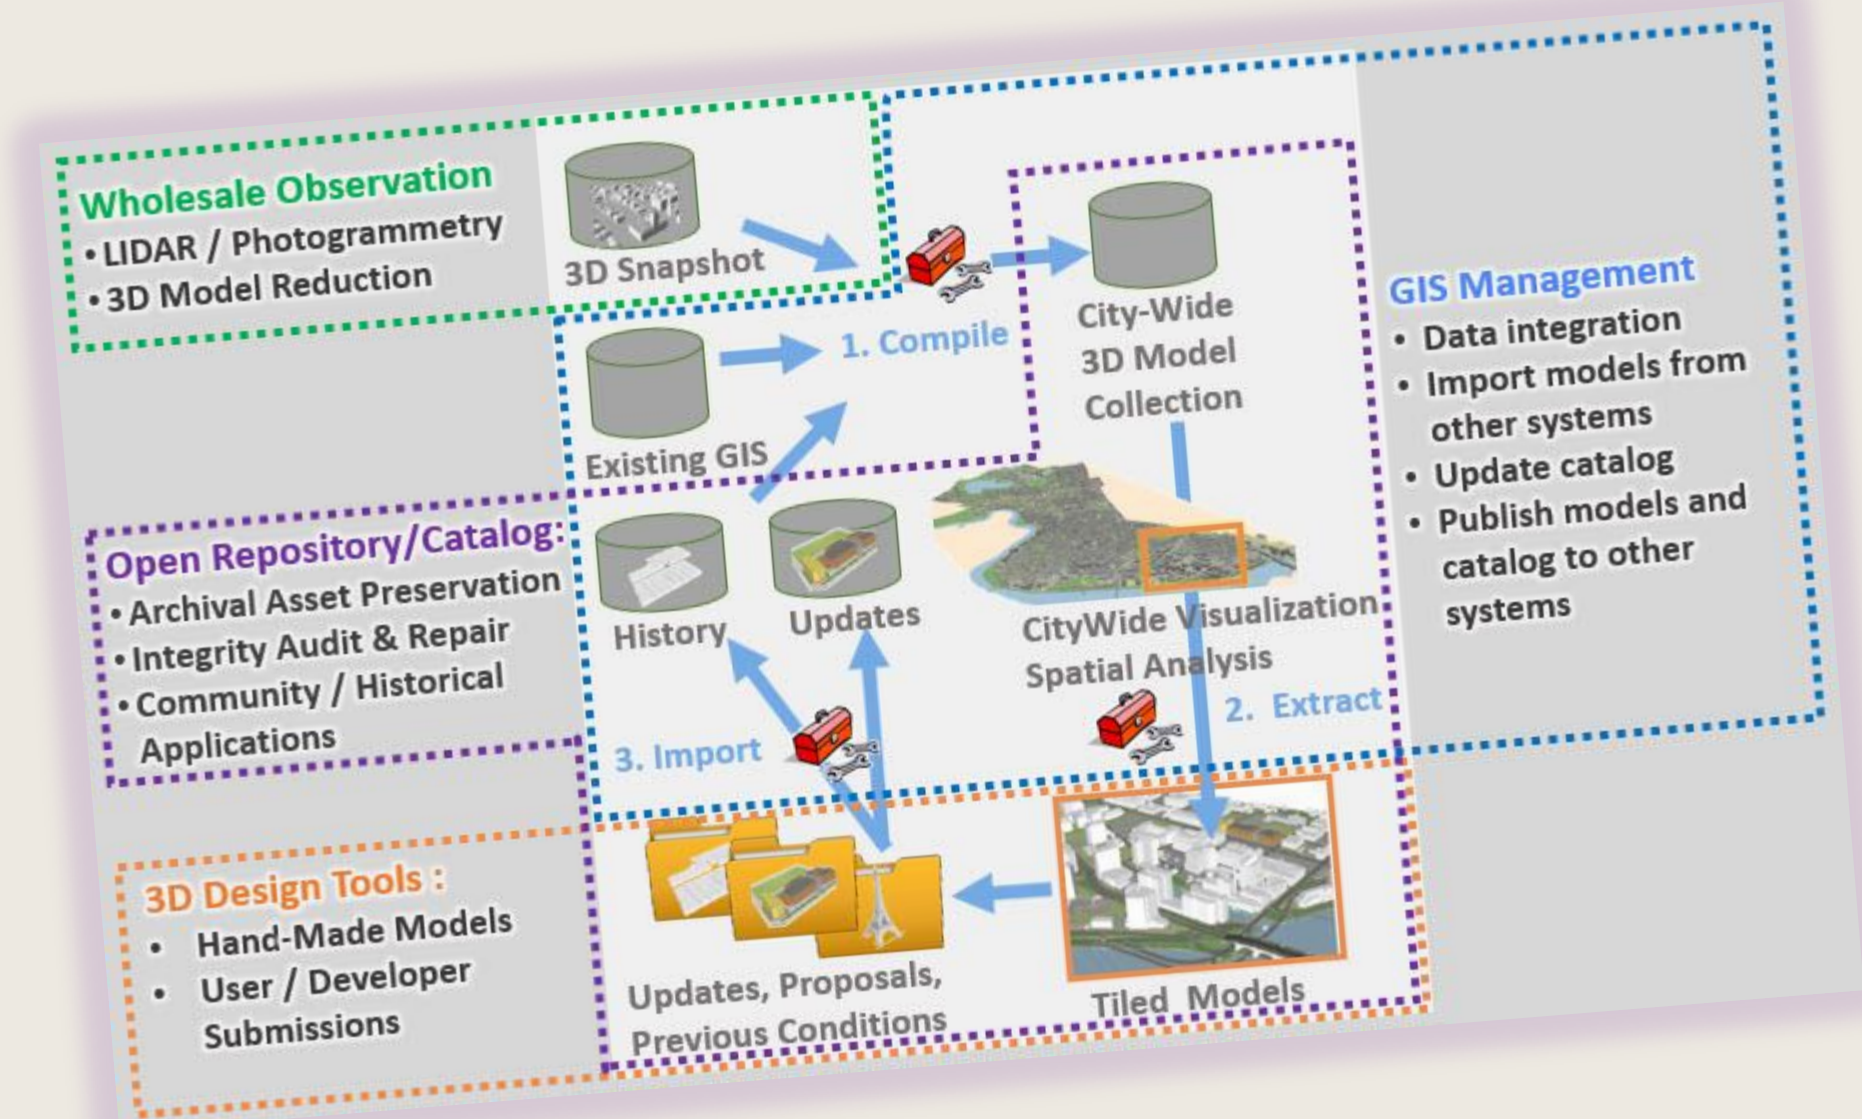 Wholesale Observation
• LIDAR / Photogrammetry
• 3D Model Reduction
3D Snapshot
1. Compile
Existing GIS
City-Wide
3D Model
Collection
GIS Management
• Data integration
• Import models from
other systems
• Update catalog
• Publish models and
catalog to other
systems
Open Repository/Catalog:
• Archival Asset Preservation
• Integrity Audit & Repair
• Community / Historical
Applications
History
Updates
CityWide Visualization
Spatial Analysis
2. Extract
3. Import
3D Design Tools :
• Hand-Made Models
• User / Developer
Submissions
Updates, Proposals,
Previous Conditions
Tiled Models